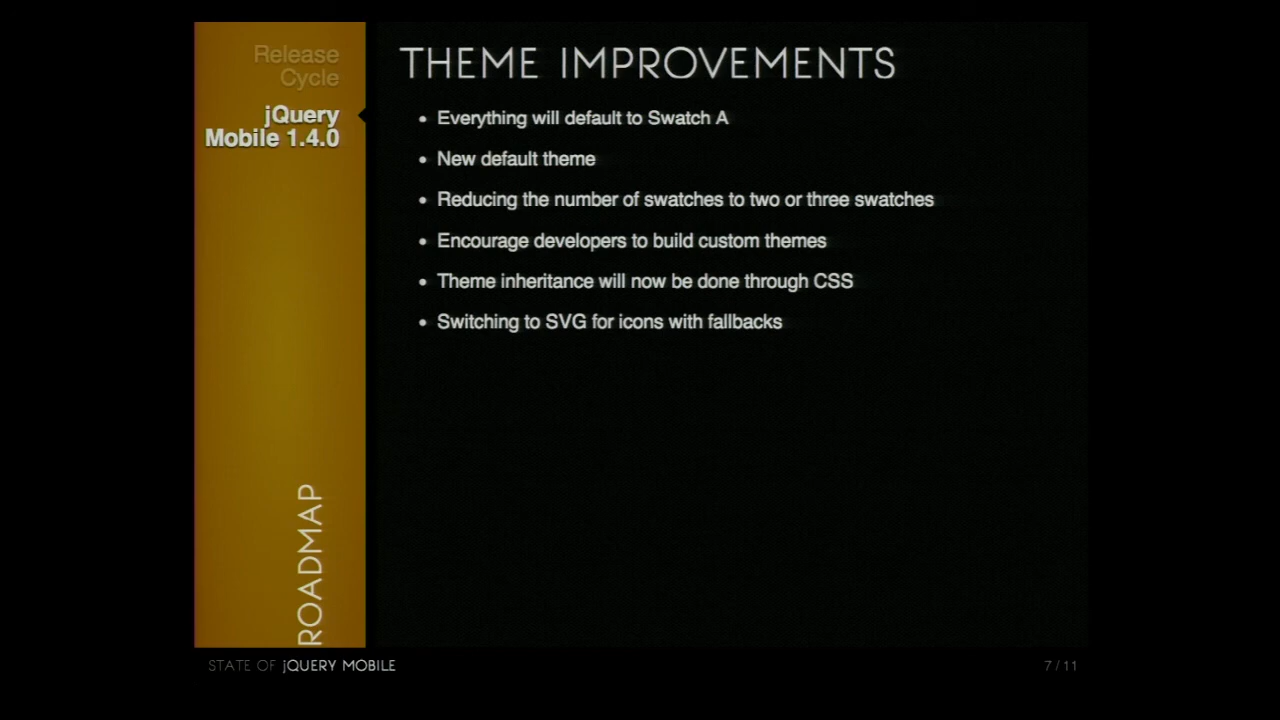 Release
Cycle
jQuery
Mobile 1.4.0
ROADMAP
THEME IMPROVEMENTS
• Everything will default to Swatch A
• New default theme
• Reducing the number of swatches to two or three swatches
• Encourage developers to build custom themes
• Theme inheritance will now be done through CSS
• Switching to SVG for icons with fallbacks
STATE OF jQUERY MOBILE
7 / 11